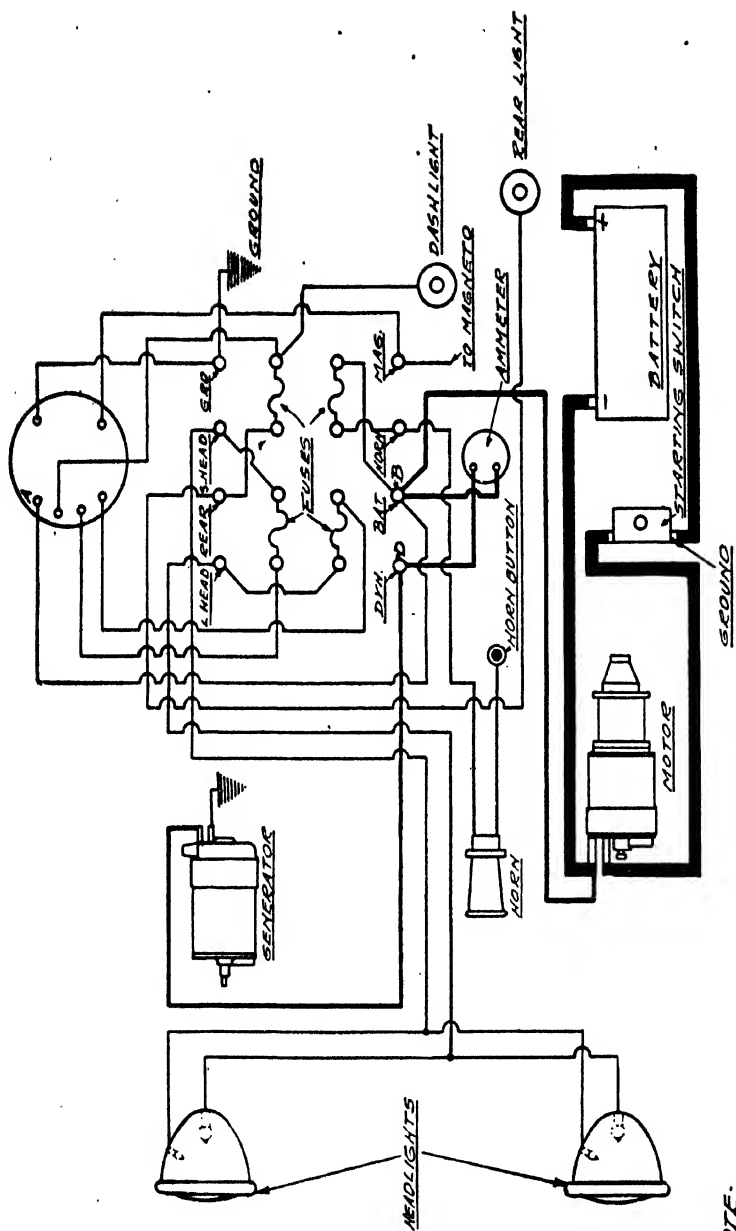 GROUND
DASHLIGHT
REAR LIGHT
A
L HEAD
REAR
S.HEAD
GRD
FUSES
DYN.
D
BAT
B
HORN
MAG.
TO MAGNETO
AMMETER
GENERATOR
HORN BUTTON
HORN
HEADLIGHTS
MOTOR
GROUND
STARTING SWITCH
BATTERY
-
+